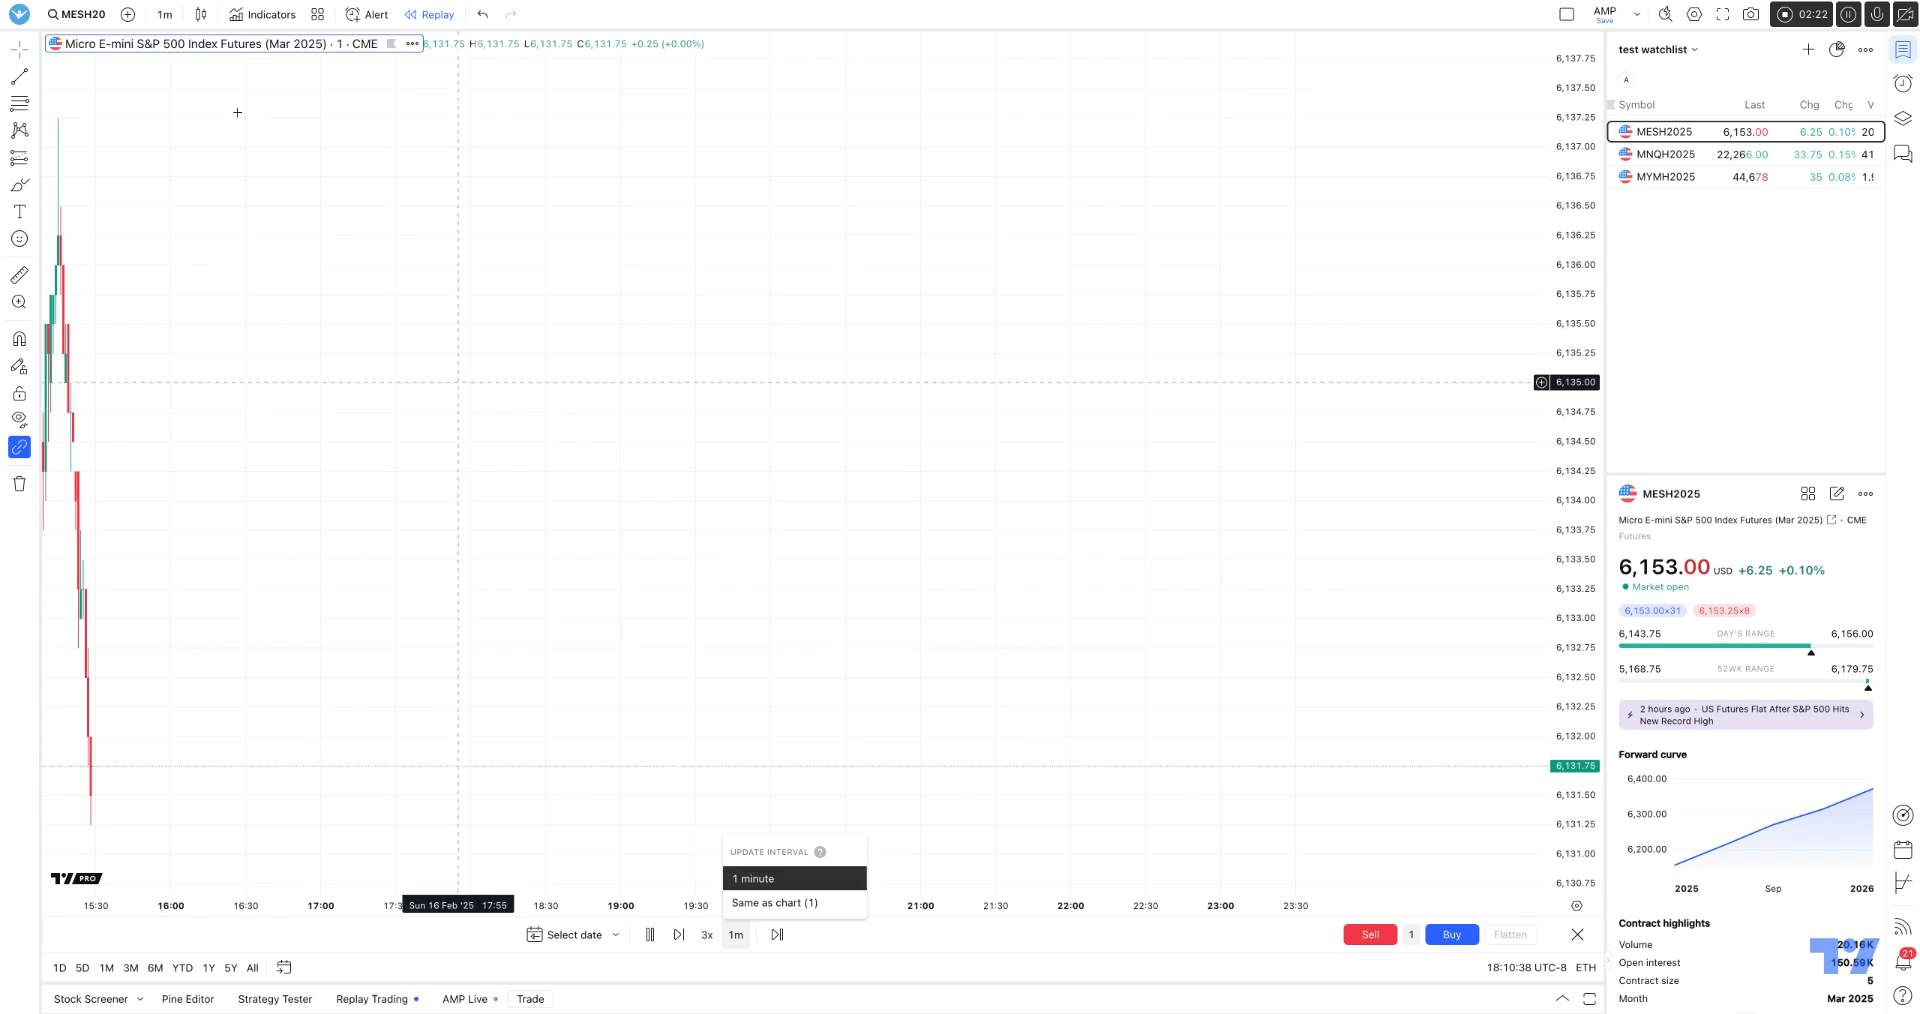 MESH20 1m Indicators Alert Replay AMP Save 02:22
Micro E-mini S&P 500 Index Futures (Mar 2025) · 1 · CME 6,131.75 H6,131.75 L6,131.75 C6,131.75 +0.25 (+0.00%)
6,137.75
6,137.50
6,137.25
6,137.00
6,136.75
6,136.50
6,136.25
6,136.00
6,135.75
6,135.50
6,135.25
6,135.00
6,134.75
6,134.50
6,134.25
6,134.00
6,133.75
6,133.50
6,133.25
6,133.00
6,132.75
6,132.50
6,132.25
6,132.00
6,131.75
6,131.50
6,131.25
6,131.00
6,130.75
PRO
15:30 16:00 16:30 17:00 17:3 Sun 16 Feb '25 17:55 18:30 19:00 19:30 21:00 21:30 22:00 22:30 23:00 23:30
UPDATE INTERVAL ?
1 minute
Same as chart (1)
Select date 3x 1m Sell 1 Buy Flatten
1D 5D 1M 3M 6M YTD 1Y 5Y All 18:10:38 UTC-8 ETH
Stock Screener Pine Editor Strategy Tester Replay Trading AMP Live Trade
test watchlist
A
Symbol Last Chg Chg V
MESH2025 6,153.00 6.25 0.10% 20
MNQH2025 22,266.00 33.75 0.15% 41
MYMH2025 44,678 35 0.08%
MESH2025
Micro E-mini S&P 500 Index Futures (Mar 2025) · CME
Futures
6,153.00 USD +6.25 +0.10%
Market open
6,153.00×31 6,153.25×8
6,143.75 DAY'S RANGE 6,156.00
5,168.75 52WK RANGE 6,179.75
2 hours ago · US Futures Flat After S&P 500 Hits
New Record High
Forward curve
6,400.00
6,300.00
6,200.00
2025 Sep 2026
Contract highlights
Volume 20.16K
Open interest 150.59K
Contract size 5
Month Mar 2025
21